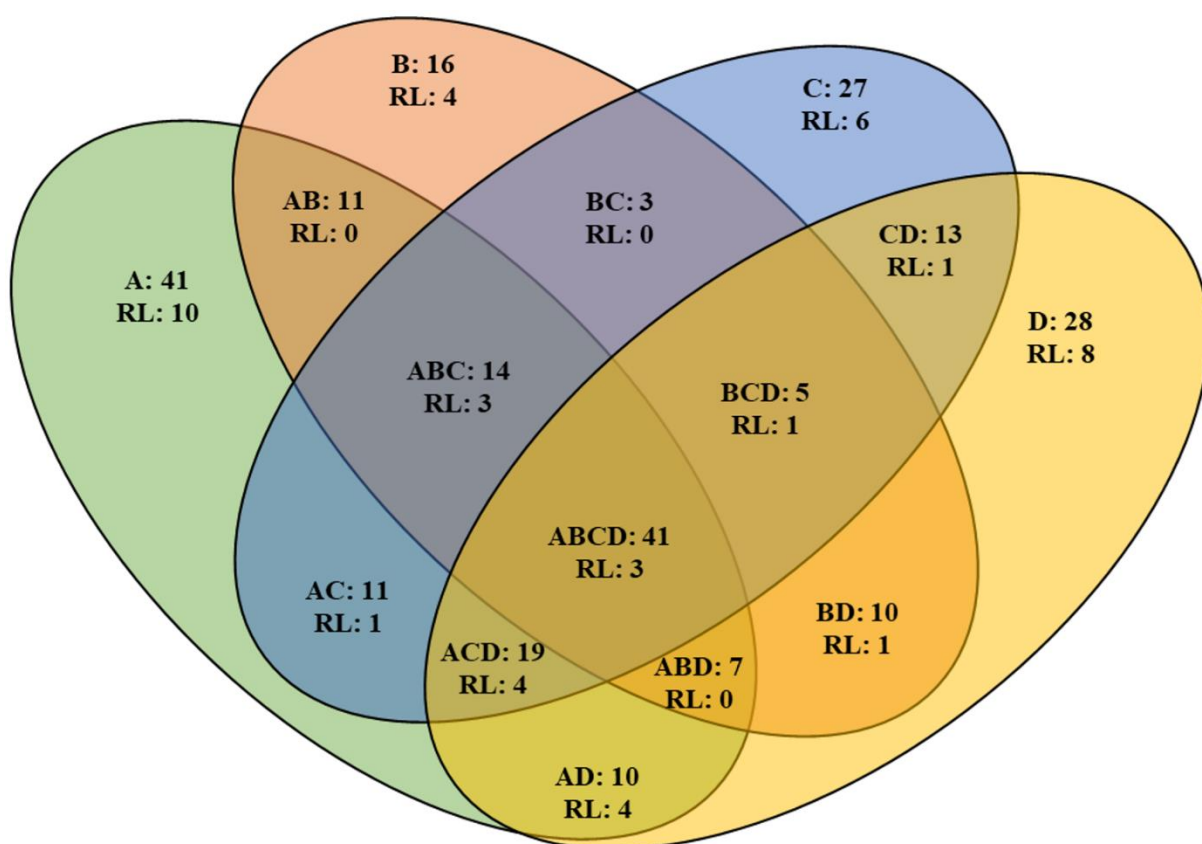 B: 16
RL: 4
C: 27
RL: 6
AB: 11
RL: 0
BC: 3
RL: 0
CD: 13
RL: 1
A: 41
RL: 10
D: 28
RL: 8
ABC: 14
RL: 3
BCD: 5
RL: 1
ABCD: 41
RL: 3
AC: 11
RL: 1
BD: 10
RL: 1
ACD: 19
RL: 4
ABD: 7
RL: 0
AD: 10
RL: 4